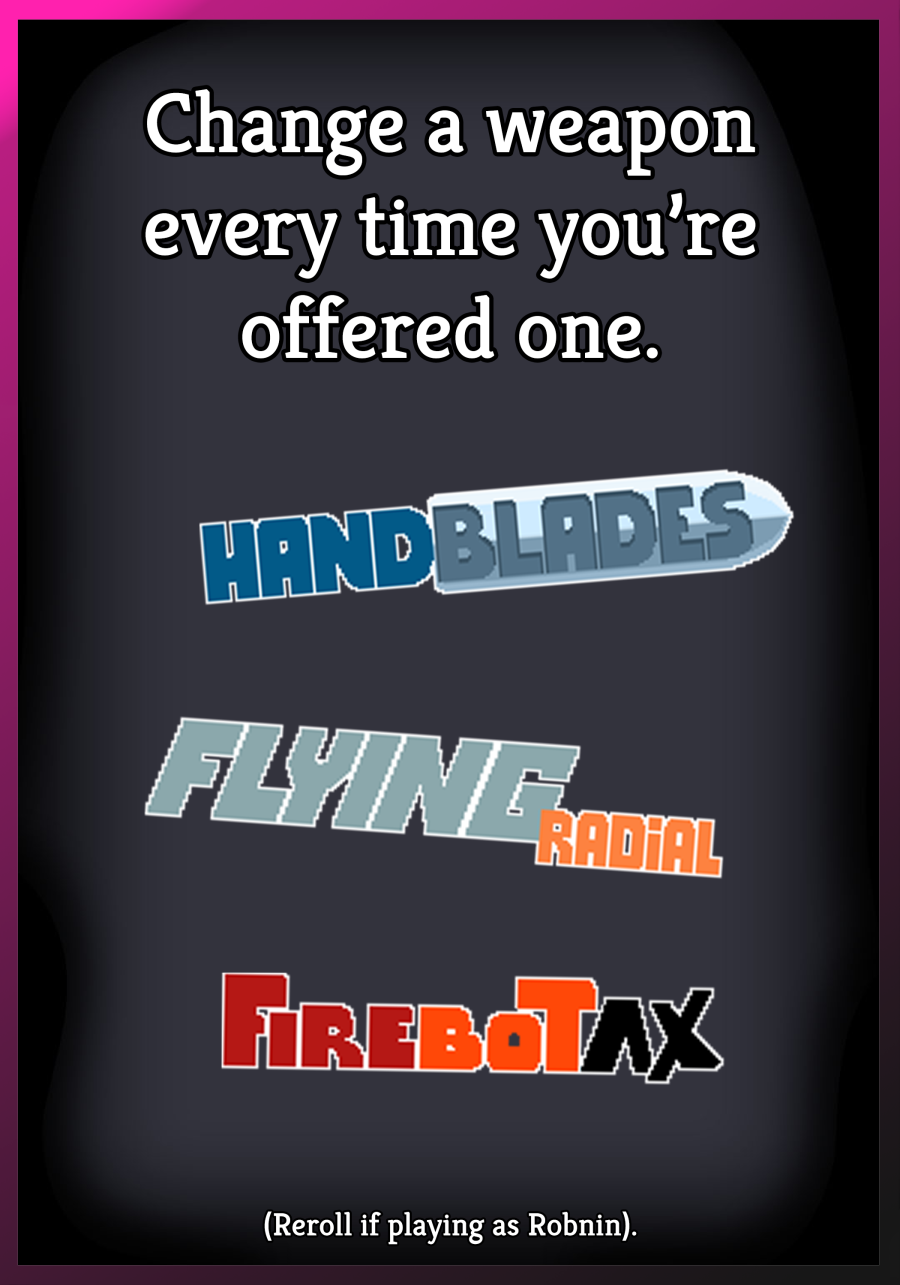 Change a weapon
every time you’re
offered one.
HANDBLADES
FLYING
RADiAL
FiREBOTAX
(Reroll if playing as Robnin).